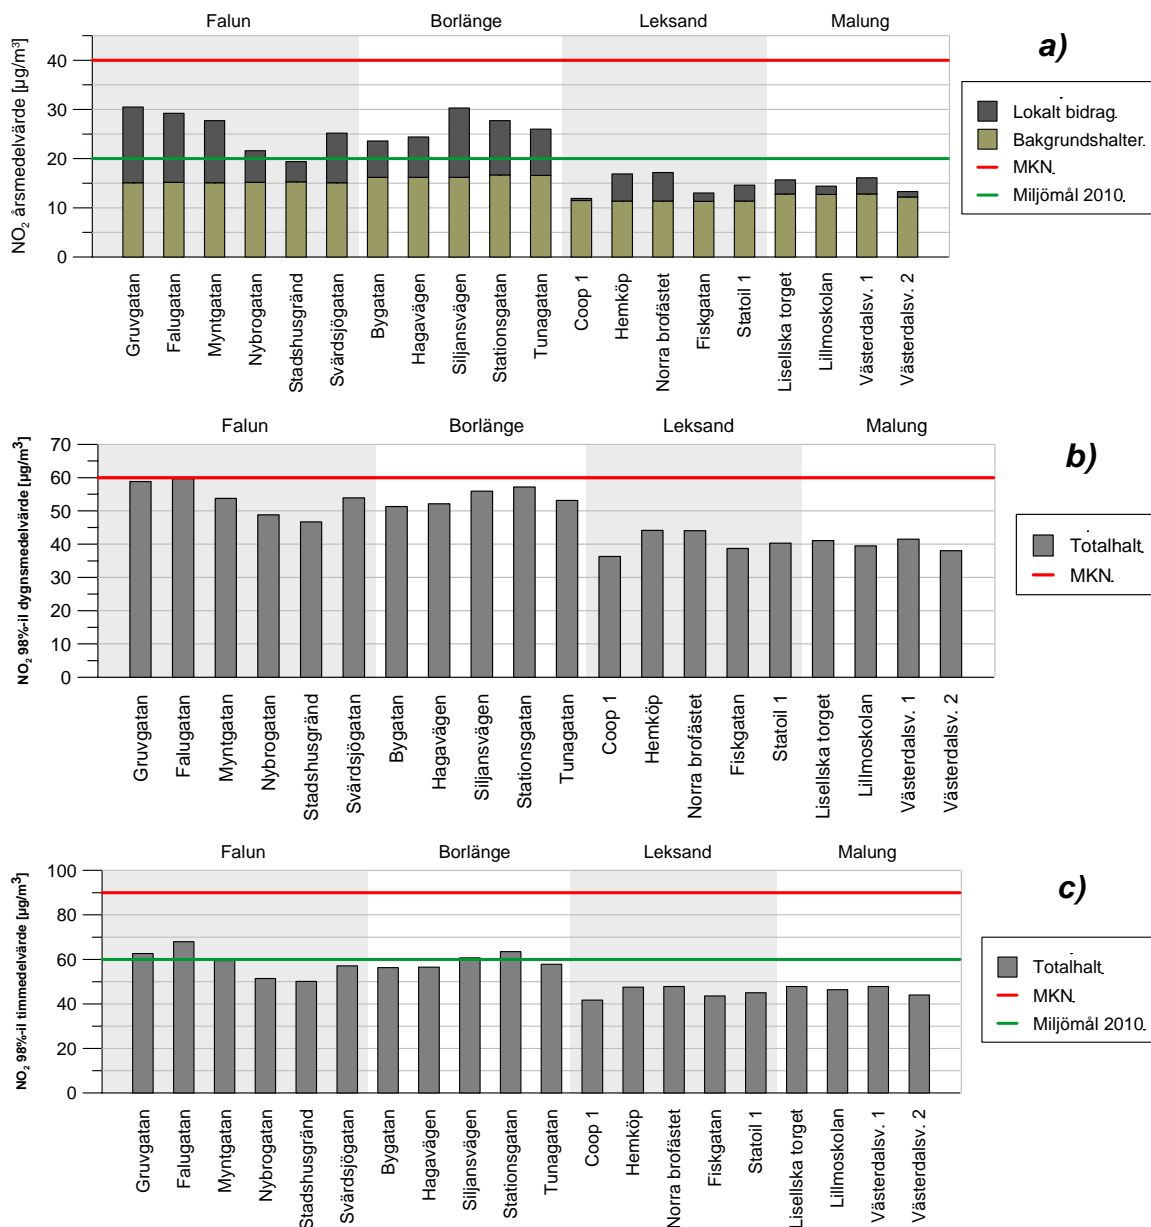 Falun Borlänge Leksand Malung
a)
NO2 årsmedelvärde [µg/m³]
40
30
20
10
0
Lokalt bidrag.
Bakgrundshalter.
MKN.
Miljömål 2010.
Gruvgatan
Falugatan
Myntgatan
Nybrogatan
Stadshusgränd
Svärdsjögatan
Bygatan
Hagavägen
Siljansvägen
Stationsgatan
Tunagatan
Coop 1
Hemköp
Norra brofästet
Fiskgatan
Statoil 1
Lisellska torget
Lillmoskolan
Västerdalsv. 1
Västerdalsv. 2
Falun Borlänge Leksand Malung
b)
NO2 98%-il dygnsmedelvärde [µg/m³]
70
60
50
40
30
20
10
0
Totalhalt.
MKN.
Gruvgatan
Falugatan
Myntgatan
Nybrogatan
Stadshusgränd
Svärdsjögatan
Bygatan
Hagavägen
Siljansvägen
Stationsgatan
Tunagatan
Coop 1
Hemköp
Norra brofästet
Fiskgatan
Statoil 1
Lisellska torget
Lillmoskolan
Västerdalsv. 1
Västerdalsv. 2
Falun Borlänge Leksand Malung
c)
NO2 98%-il timmedelvärde [µg/m³]
100
80
60
40
20
0
Totalhalt.
MKN.
Miljömål 2010.
Gruvgatan
Falugatan
Myntgatan
Nybrogatan
Stadshusgränd
Svärdsjögatan
Bygatan
Hagavägen
Siljansvägen
Stationsgatan
Tunagatan
Coop 1
Hemköp
Norra brofästet
Fiskgatan
Statoil 1
Lisellska torget
Lillmoskolan
Västerdalsv. 1
Västerdalsv. 2